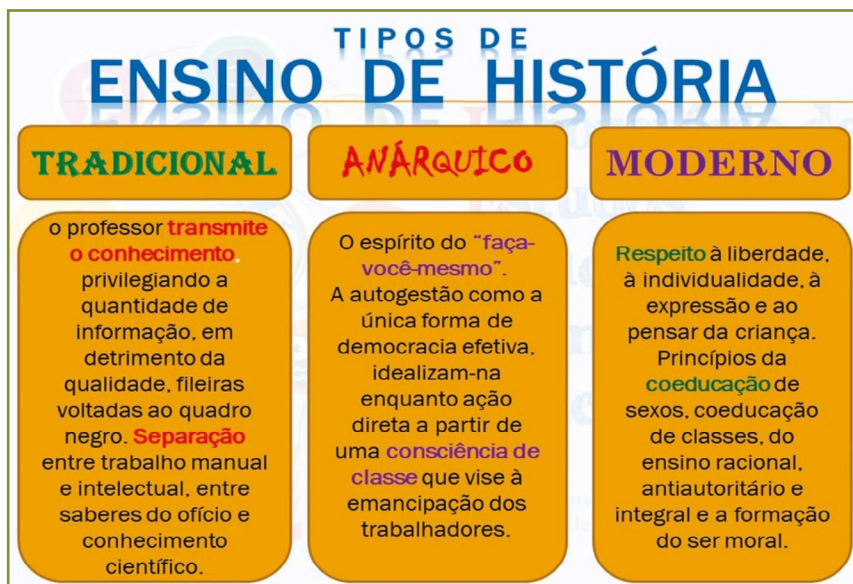 TIPOS DE
ENSINO DE HISTÓRIA
TRADICIONAL
o professor transmite
o conhecimento,
privilegiando a
quantidade de
informação, em
detrimento da
qualidade, fileiras
voltadas ao quadro
negro. Separação
entre trabalho manual
e intelectual, entre
saberes do ofício e
conhecimento
científico.
ANÁRQUICO
O espírito do “faça-
você-mesmo”.
A autogestão como a
única forma de
democracia efetiva,
idealizam-na
enquanto ação
direta a partir de
uma consciência de
classe que vise à
emancipação dos
trabalhadores.
MODERNO
Respeito à liberdade,
à individualidade, à
expressão e ao
pensar da criança.
Princípios da
coeducação de
sexos, coeducação
de classes, do
ensino racional,
antiautoritário e
integral e a formação
do ser moral.